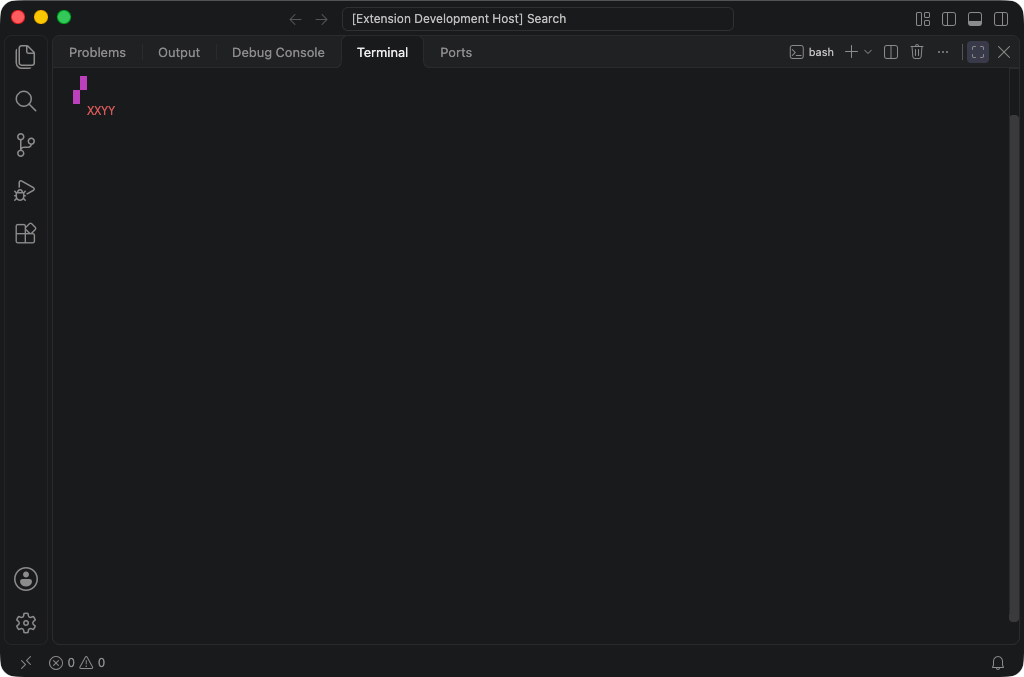 [Extension Development Host] Search
Problems Output Debug Console Terminal Ports bash
XXYY
0 0